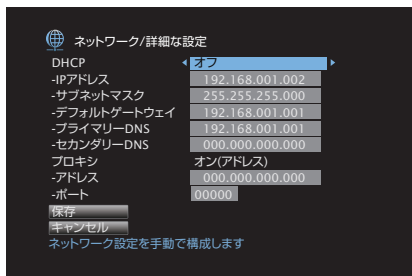 ネットワーク/詳細な設定
DHCP オフ
-IPアドレス 192.168.001.002
-サブネットマスク 255.255.255.000
-デフォルトゲートウェイ 192.168.001.001
-プライマリーDNS 192.168.001.001
-セカンダリーDNS 000.000.000.000
プロキシ オン(アドレス)
-アドレス 000.000.000.000
-ポート 00000
保存
キャンセル
ネットワーク設定を手動で構成します